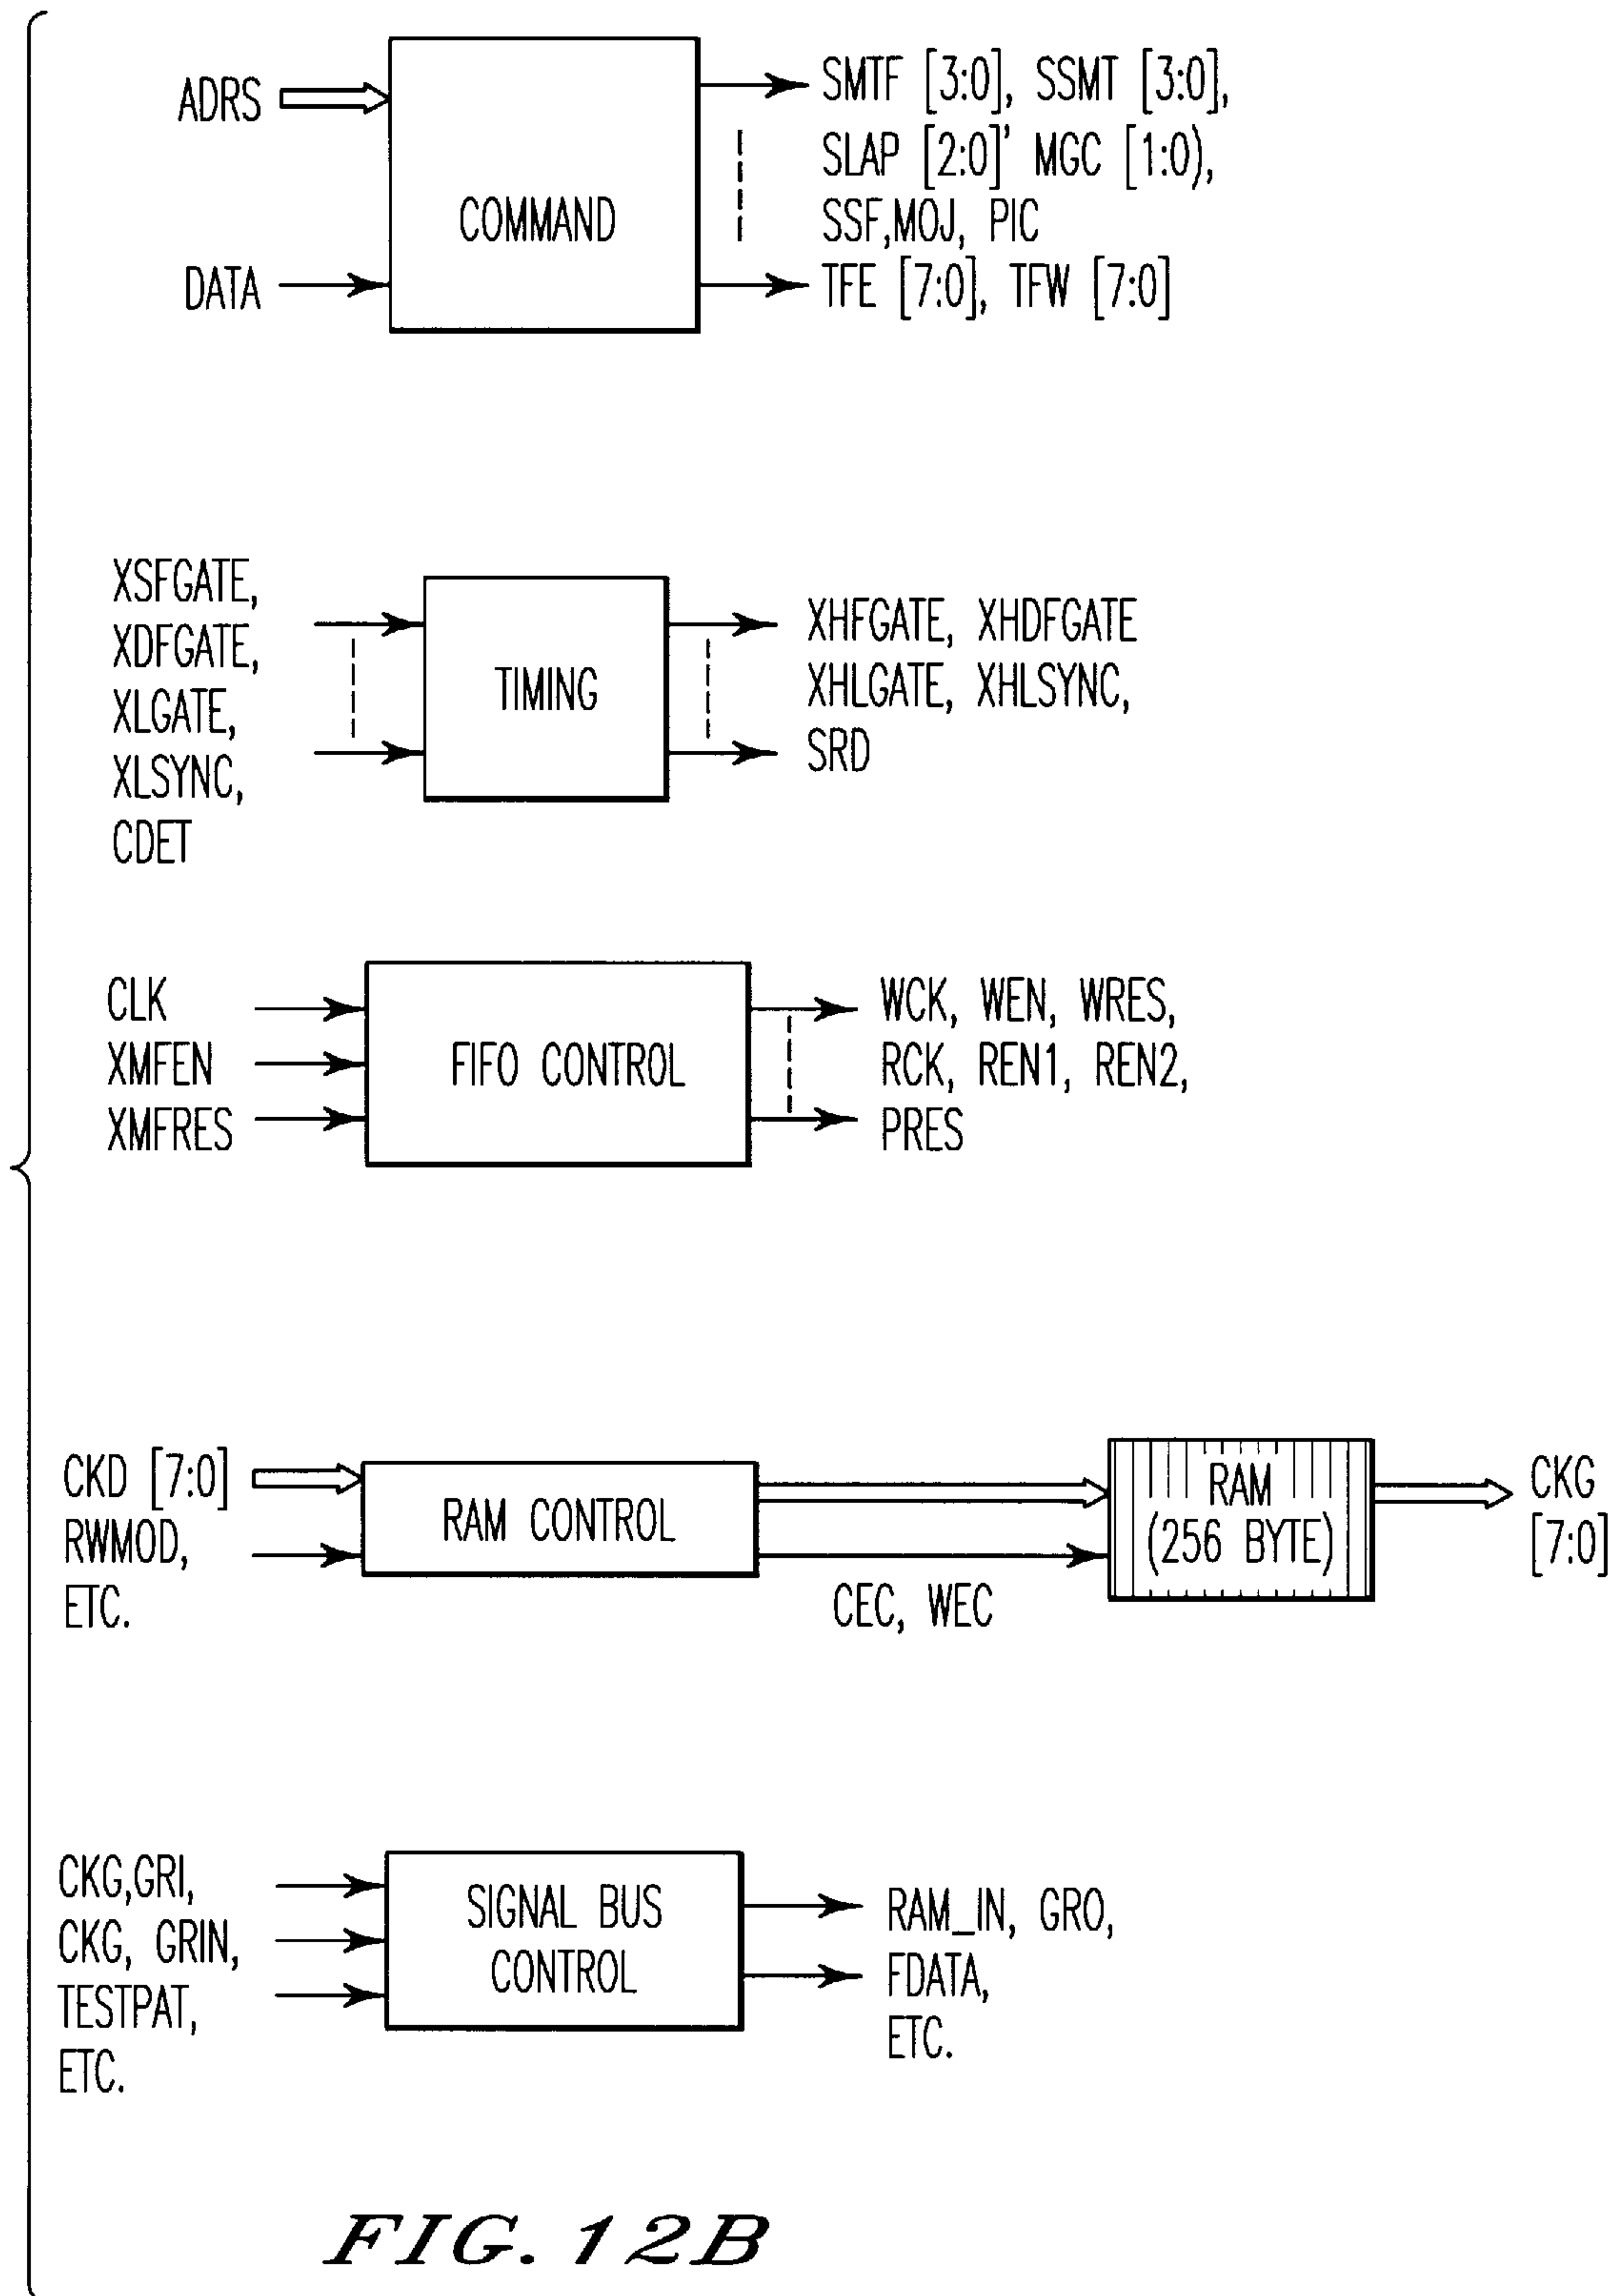 ADRS
DATA
COMMAND
SMTF [3:0], SSMT [3:0],
SLAP [2:0]' MGC [1:0),
SSF,MOJ, PIC
TFE [7:0], TFW [7:0]
XSFGATE,
XDFGATE,
XLGATE,
XLSYNC,
CDET
TIMING
XHFGATE, XHDFGATE
XHLGATE, XHLSYNC,
SRD
CLK
XMFEN
XMFRES
FIFO CONTROL
WCK, WEN, WRES,
RCK, REN1, REN2,
PRES
CKD [7:0]
RWMOD,
ETC.
RAM CONTROL
CEC, WEC
RAM
(256 BYTE)
CKG
[7:0]
CKG,GRI,
CKG, GRIN,
TESTPAT,
ETC.
SIGNAL BUS
CONTROL
RAM_IN, GRO,
FDATA,
ETC.
FIG. 12B